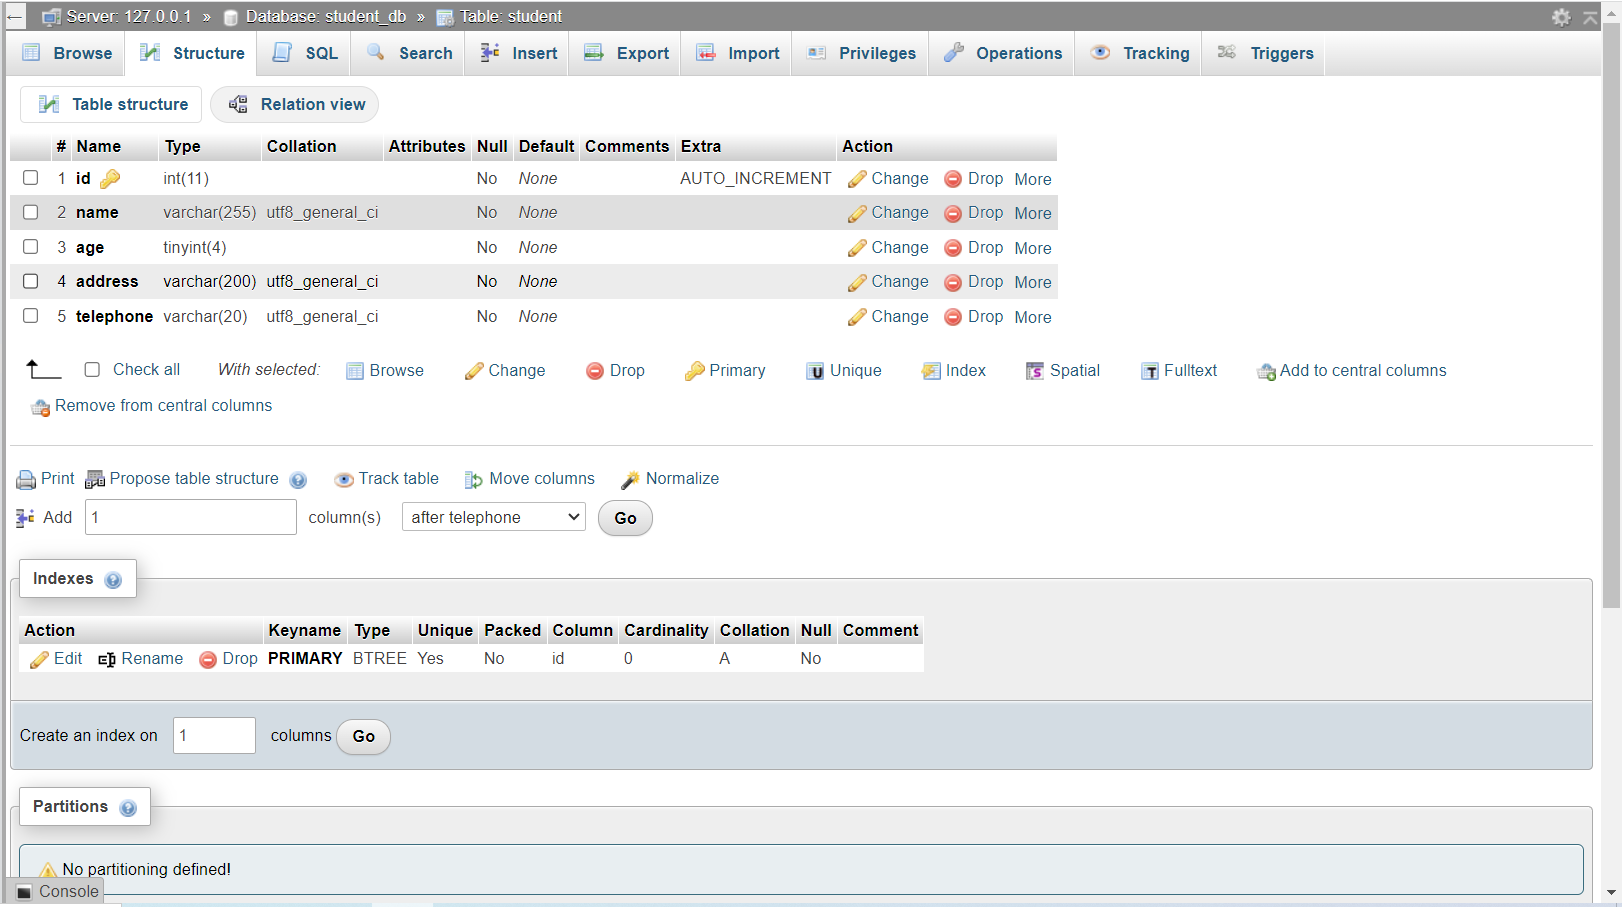 Server: 127.0.0.1 » Database: student_db » Table: student
Browse Structure SQL Search Insert Export Import Privileges Operations Tracking Triggers
Table structure Relation view
# Name Type Collation Attributes Null Default Comments Extra Action
1 id int(11) No None AUTO_INCREMENT Change Drop More
2 name varchar(255) utf8_general_ci No None Change Drop More
3 age tinyint(4) No None Change Drop More
4 address varchar(200) utf8_general_ci No None Change Drop More
5 telephone varchar(20) utf8_general_ci No None Change Drop More
Check all With selected: Browse Change Drop Primary Unique Index Spatial Fulltext Add to central columns
Remove from central columns
Print Propose table structure Track table Move columns Normalize
Add 1 column(s) after telephone Go
Indexes
Action Keyname Type Unique Packed Column Cardinality Collation Null Comment
Edit Rename Drop PRIMARY BTREE Yes No id 0 A No
Create an index on 1 columns Go
Partitions
No partitioning defined!
Console